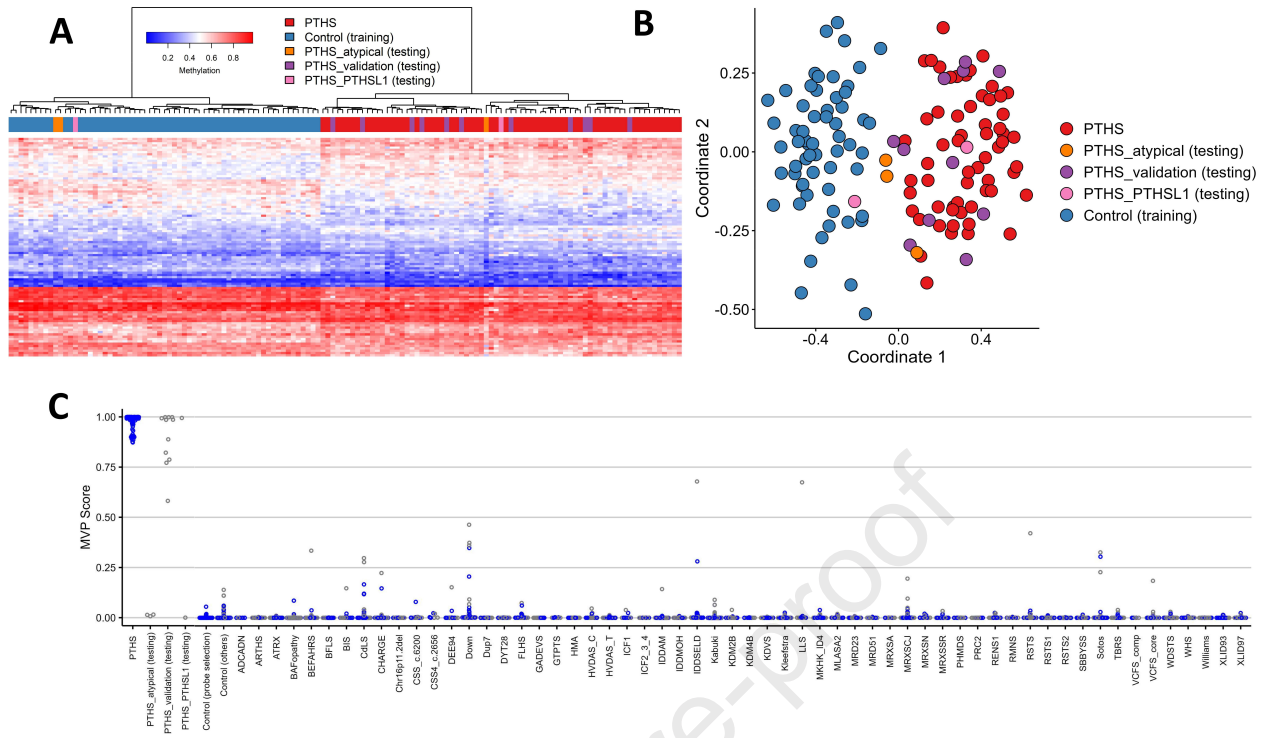 A
0.2 0.4 0.6 0.8
Methylation
PTHS
Control (training)
PTHS_atypical (testing)
PTHS_validation (testing)
PTHS_PTHSL1 (testing)
B
0.25
0.00
-0.25
-0.50
Coordinate 2
-0.4 0.0 0.4
Coordinate 1
PTHS
PTHS_atypical (testing)
PTHS_validation (testing)
PTHS_PTHSL1 (testing)
Control (training)
C
1.00
0.75
0.50
0.25
0.00
MVP Score
PTHS
PTHS_atypical (testing)
PTHS_validation (testing)
PTHS_PTHSL1 (testing)
Control (probe selection)
Control (others)
ADCADN
ARTHS
ATRX
BAFopathy
BEFAHRS
BFLS
BIS
CdLS
CHARGE
Chr16p11.2del
CSS_c.6200
CSS4_c.2656
DEE94
Down
Dup7
DYT28
FLHS
GADEVS
GTPTS
HMA
HVDAS_C
HVDAS_T
ICF1
ICF2_3_4
IDDAM
IDDMOH
IDDSELD
Kabuki
KDM2B
KDM4B
KDVS
Kleefstra
LLS
MKHK_ID4
MLASA2
MRD23
MRD51
MRXSA
MRXSCJ
MRXSN
MRXSSR
PHMDS
PRC2
RENS1
RMNS
RSTS
RSTS1
RSTS2
SBBYSS
Sotos
TBRS
VCFS_comp
VCFS_core
WDSTS
WHS
Williams
XLID93
XLID97
re-proof